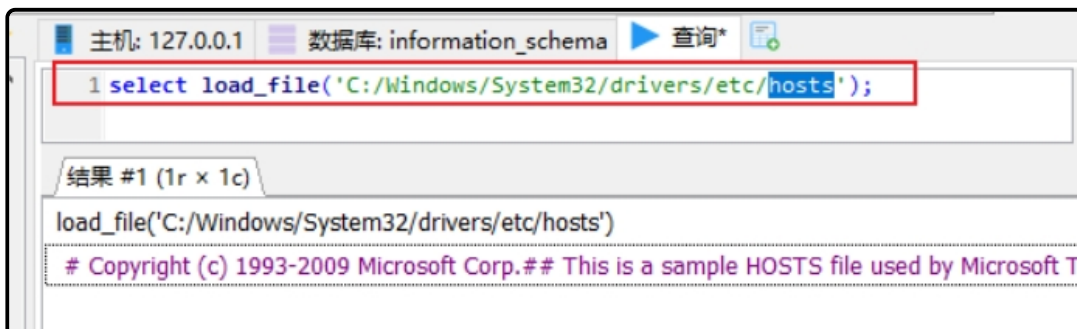 主机: 127.0.0.1 数据库: information_schema 查询*
1 select load_file('C:/Windows/System32/drivers/etc/hosts');
结果 #1 (1r × 1c)
load_file('C:/Windows/System32/drivers/etc/hosts')
# Copyright (c) 1993-2009 Microsoft Corp.## This is a sample HOSTS file used by Microsoft T